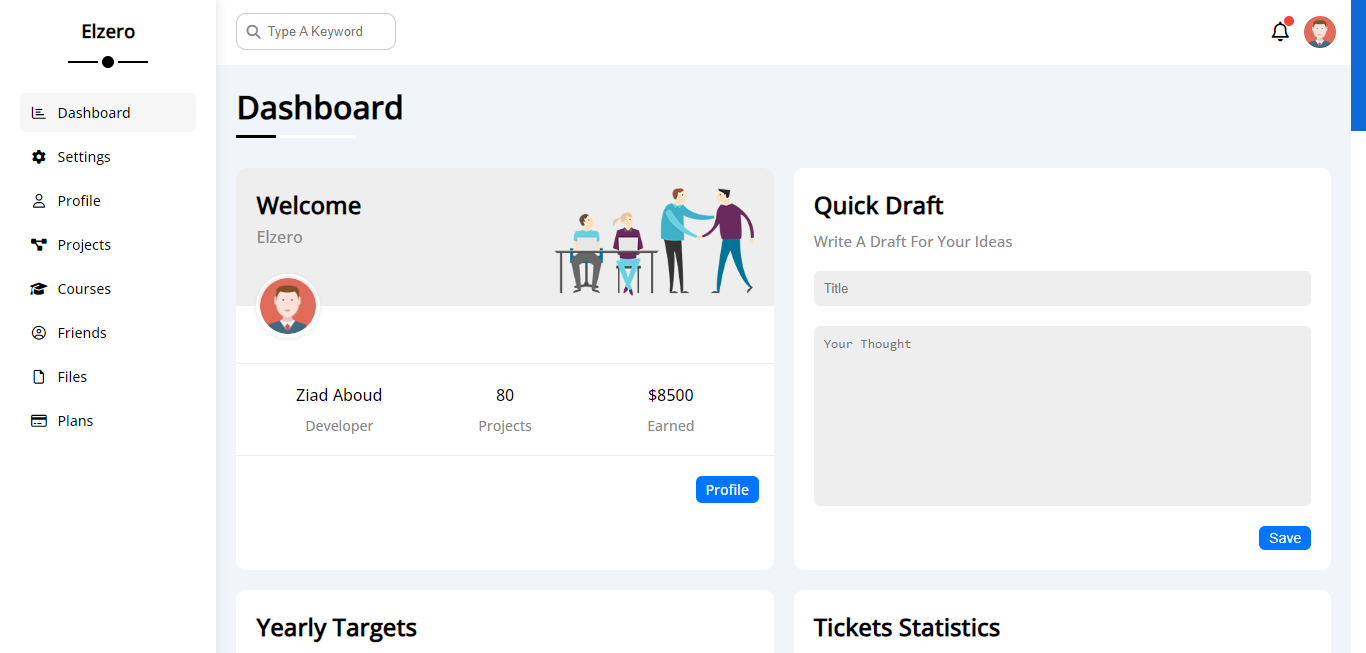 Elzero
Dashboard
Settings
Profile
Projects
Courses
Friends
Files
Plans
Type A Keyword
Dashboard
Welcome
Elzero
Ziad Aboud
Developer
80
Projects
$8500
Earned
Profile
Quick Draft
Write A Draft For Your Ideas
Title
Your Thought
Save
Yearly Targets
Tickets Statistics